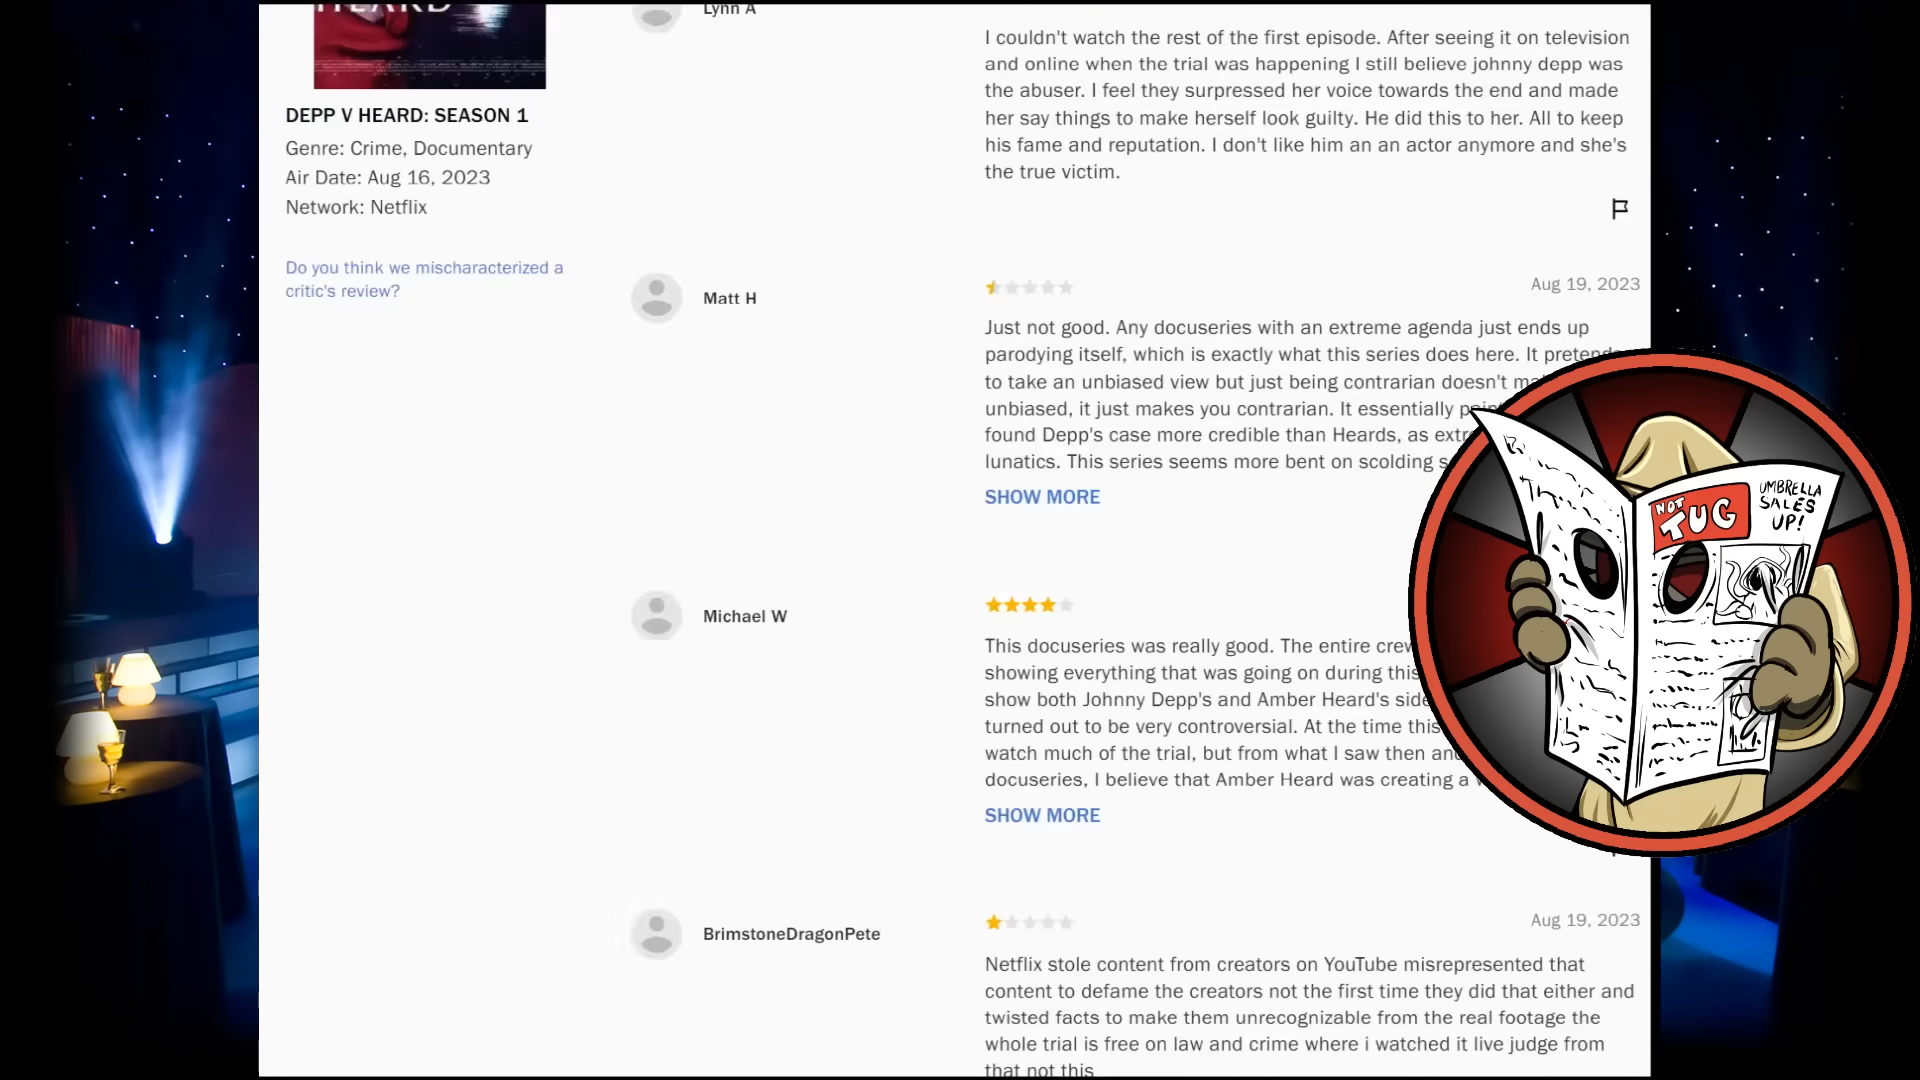 HEARD
DEPP V HEARD: SEASON 1
Genre: Crime, Documentary
Air Date: Aug 16, 2023
Network: Netflix
Do you think we mischaracterized a
critic's review?
Lynn A
I couldn't watch the rest of the first episode. After seeing it on television
and online when the trial was happening I still believe johnny depp was
the abuser. I feel they surpressed her voice towards the end and made
her say things to make herself look guilty. He did this to her. All to keep
his fame and reputation. I don't like him an an actor anymore and she's
the true victim.
Matt H
Aug 19, 2023
Just not good. Any docuseries with an extreme agenda just ends up
parodying itself, which is exactly what this series does here. It pretends
to take an unbiased view but just being contrarian doesn't
unbiased, it just makes you contrarian. It essentially
found Depp's case more credible than Heards, as
lunatics. This series seems more bent on scolding
SHOW MORE
Michael W
This docuseries was really good. The entire crew
showing everything that was going on during this
show both Johnny Depp's and Amber Heard's side
turned out to be very controversial. At the time this
watch much of the trial, but from what I saw then and
docuseries, I believe that Amber Heard was creating a
SHOW MORE
BrimstoneDragonPete
Aug 19, 2023
Netflix stole content from creators on YouTube misrepresented that
content to defame the creators not the first time they did that either and
twisted facts to make them unrecognizable from the real footage the
whole trial is free on law and crime where i watched it live judge from
that not this
NOT
TUG
UMBRELLA
SALES
UP!